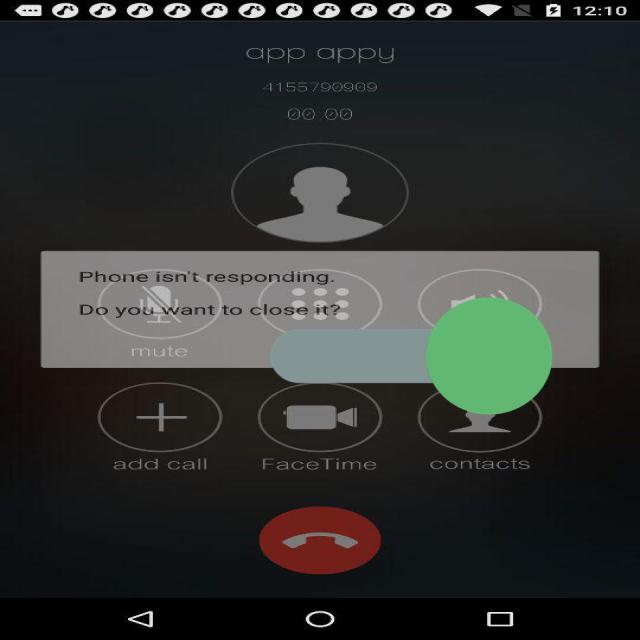 12:10
app appy
4155790909
00 00
Phone isn't responding.
Do you want to close it?
mute
add call
FaceTime
contacts